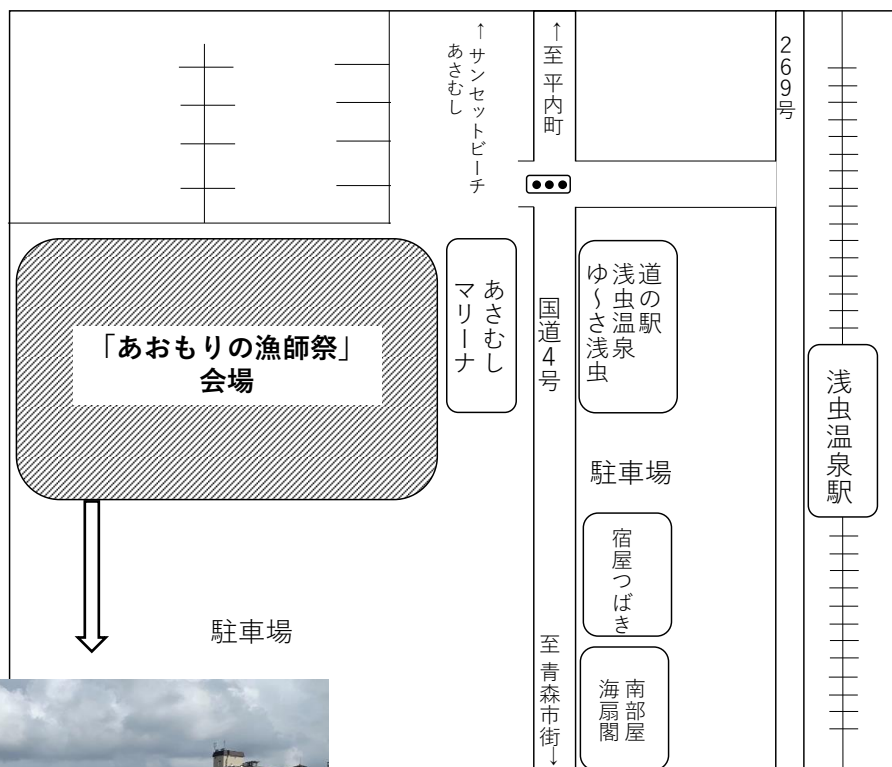 ↑サンセットビーチ
あさむし
↑至 平内町
269号
「あおもりの漁師祭」
会場
あさむし
マリーナ
国道4号
道の駅
浅虫温泉
ゆ～さ浅虫
浅虫温泉駅
駐車場
宿屋つばき
駐車場
至 青森市街→
南部屋
海扇閣